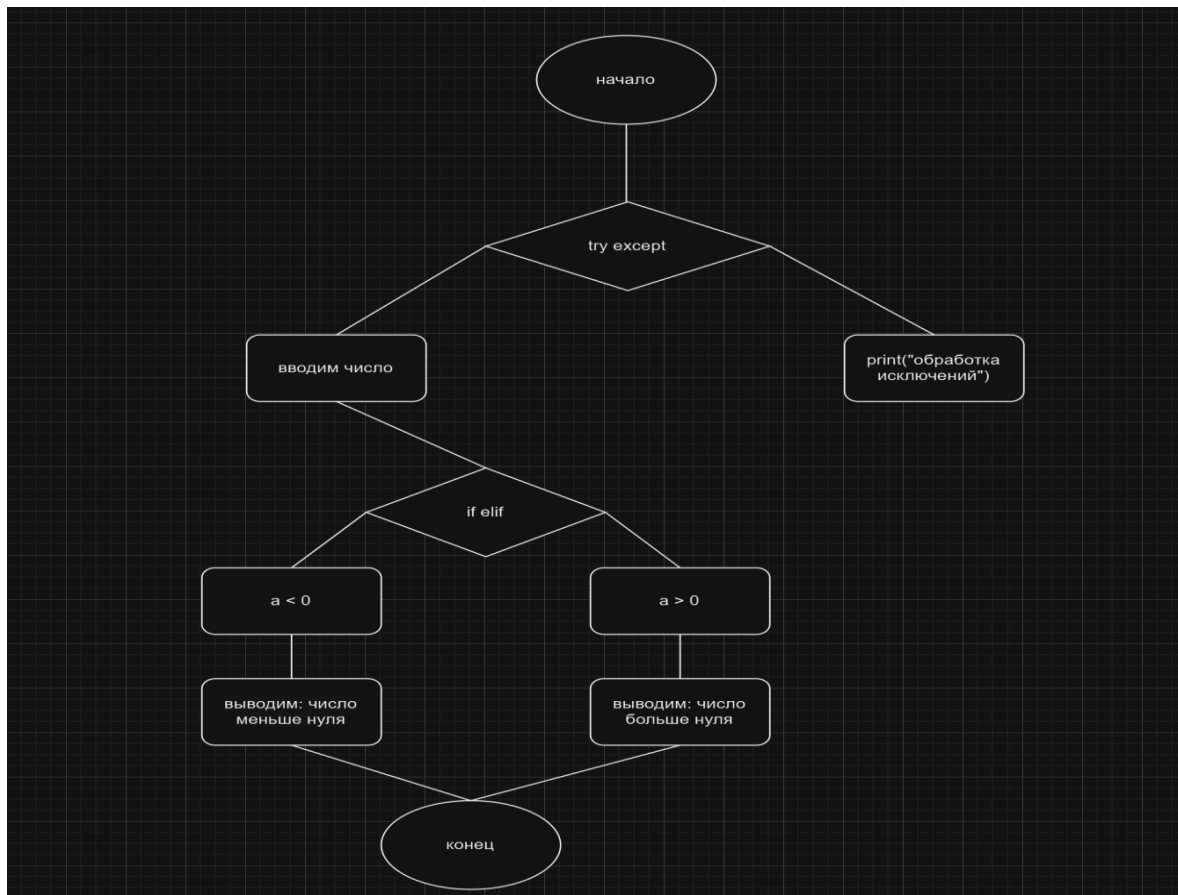 начало
try except
вводим число
print("обработка
исключений")
if elif
a < 0
a > 0
выводим: число
меньше нуля
выводим: число
больше нуля
конец